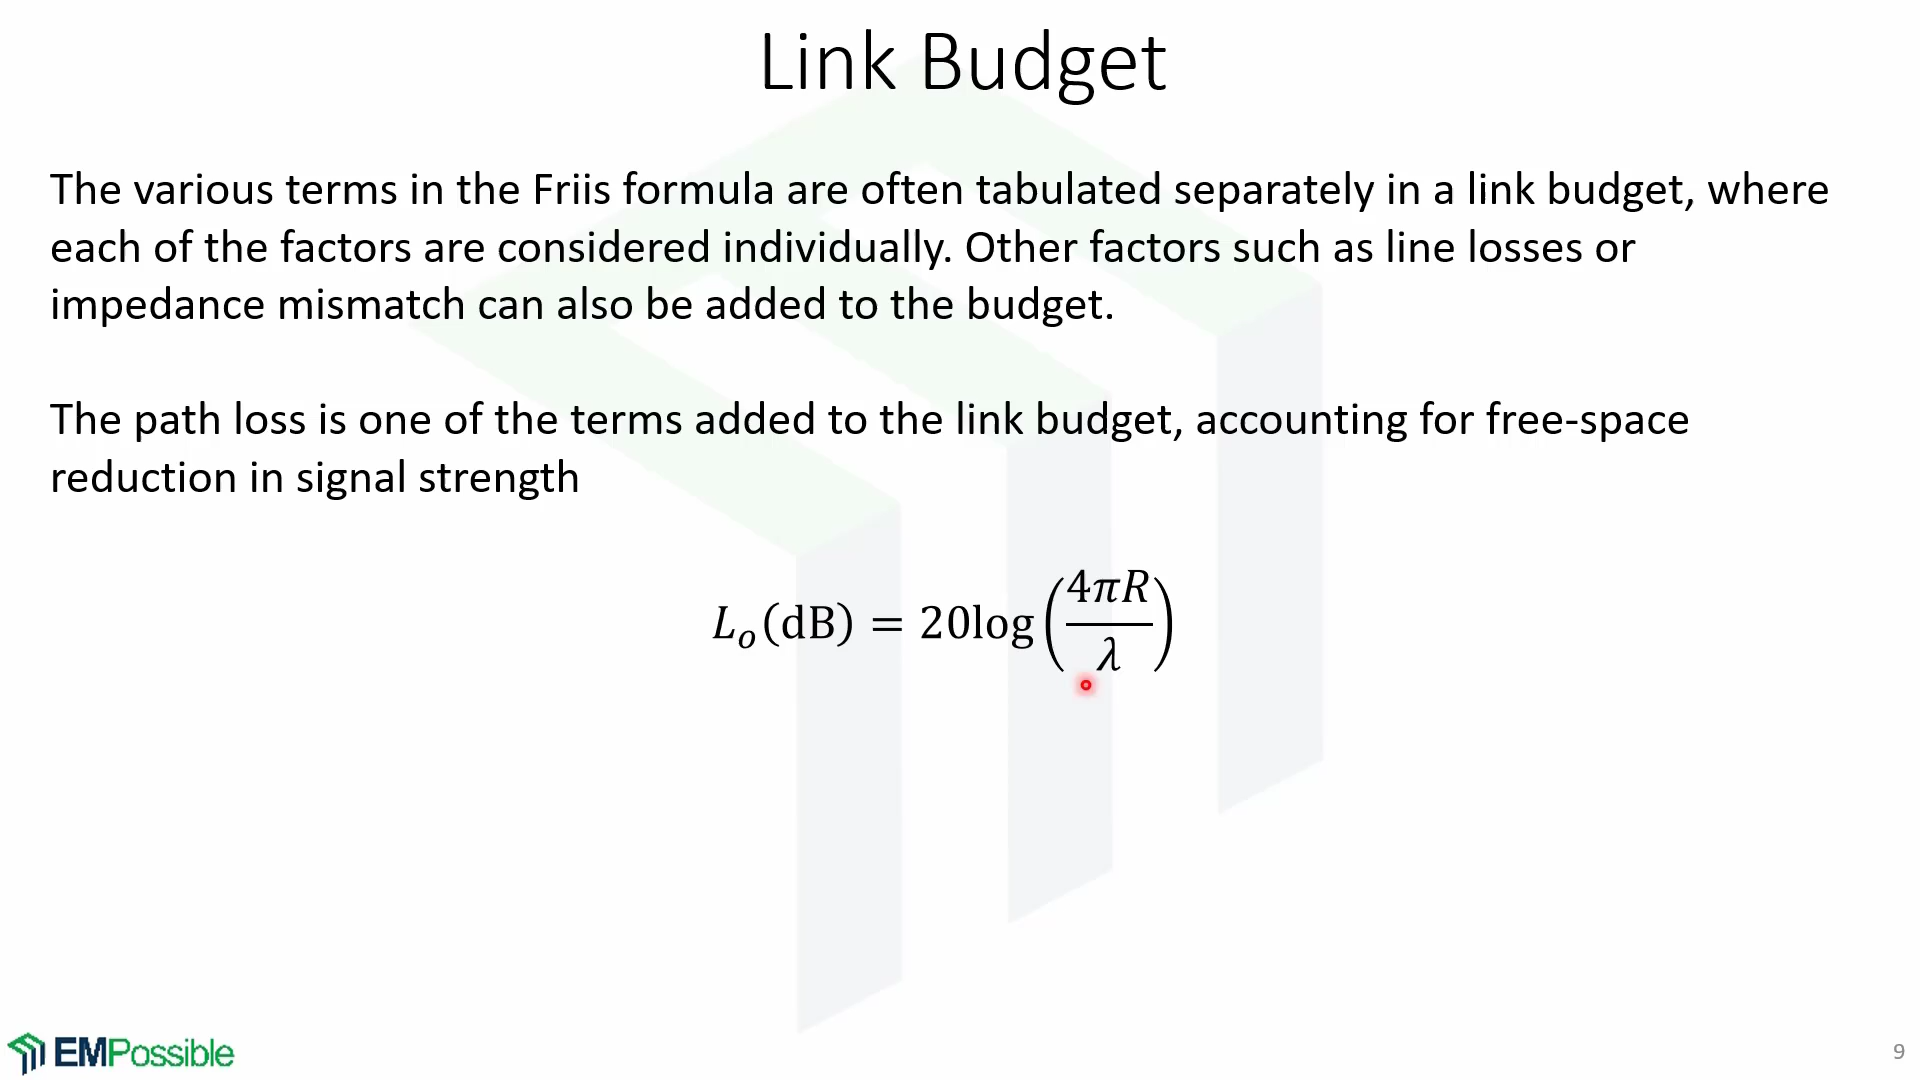 Link Budget
The various terms in the Friis formula are often tabulated separately in a link budget, where
each of the factors are considered individually. Other factors such as line losses or
impedance mismatch can also be added to the budget.
The path loss is one of the terms added to the link budget, accounting for free-space
reduction in signal strength
Lₒ(dB) = 20log(4πR/λ)
EMPossible
9